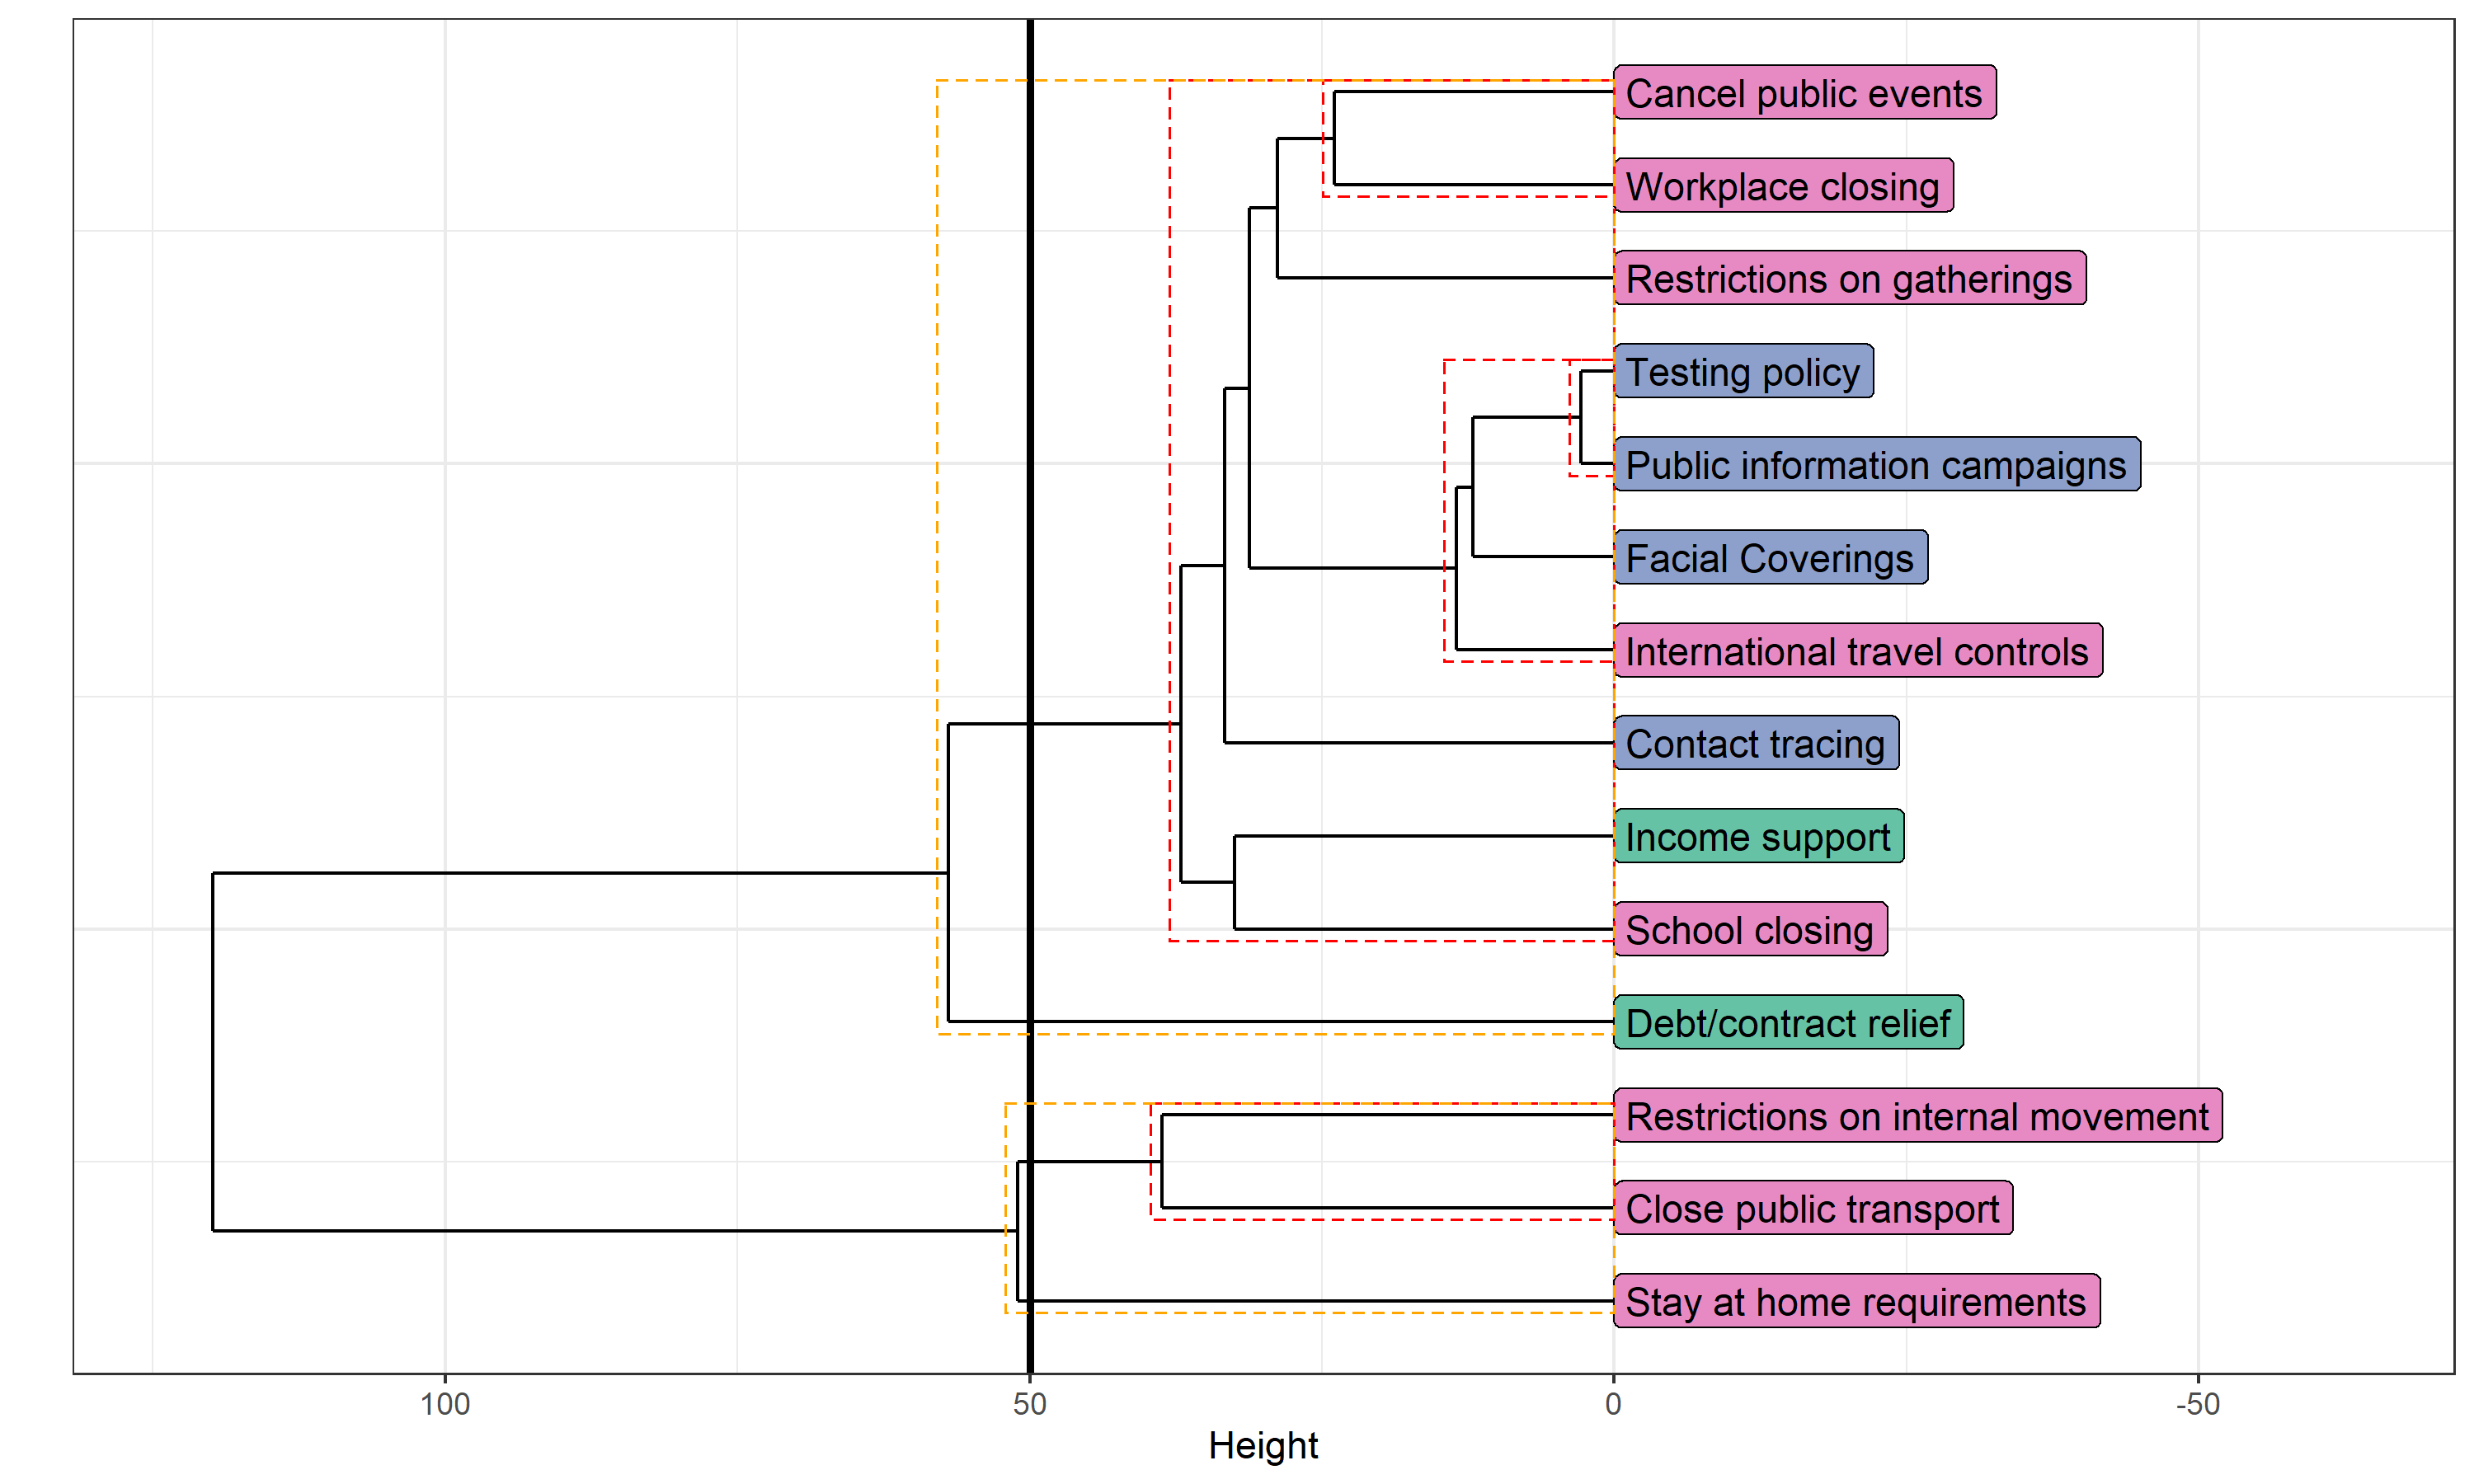 Cancel public events
Workplace closing
Restrictions on gatherings
Testing policy
Public information campaigns
Facial Coverings
International travel controls
Contact tracing
Income support
School closing
Debt/contract relief
Restrictions on internal movement
Close public transport
Stay at home requirements
100 50 0 -50
Height